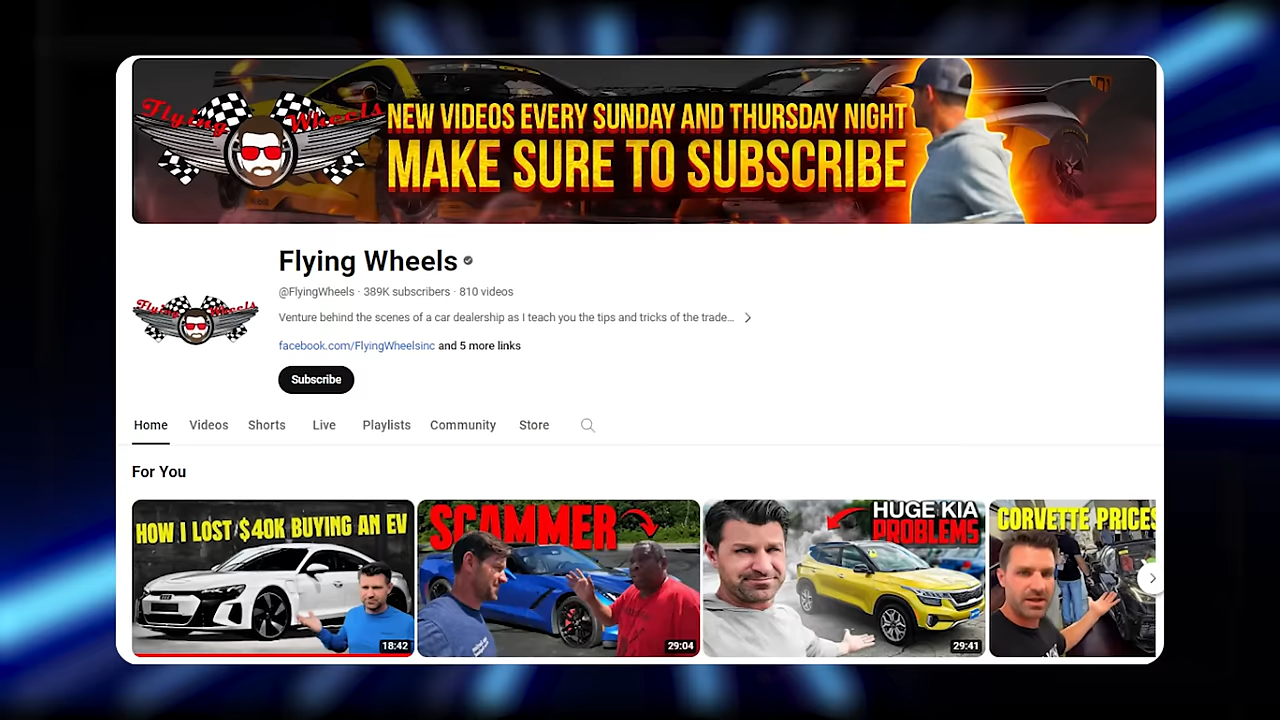 Flying Wheels
NEW VIDEOS EVERY SUNDAY AND THURSDAY NIGHT
MAKE SURE TO SUBSCRIBE
Flying Wheels
Flying Wheels
@FlyingWheels · 389K subscribers · 810 videos
Venture behind the scenes of a car dealership as I teach you the tips and tricks of the trade...
facebook.com/FlyingWheelsinc and 5 more links
Subscribe
Home Videos Shorts Live Playlists Community Store
For You
HOW I LOST $40K BUYING AN EV
18:42
SCAMMER
29:04
HUGE KIA
PROBLEMS
29:41
CORVETTE PRICES